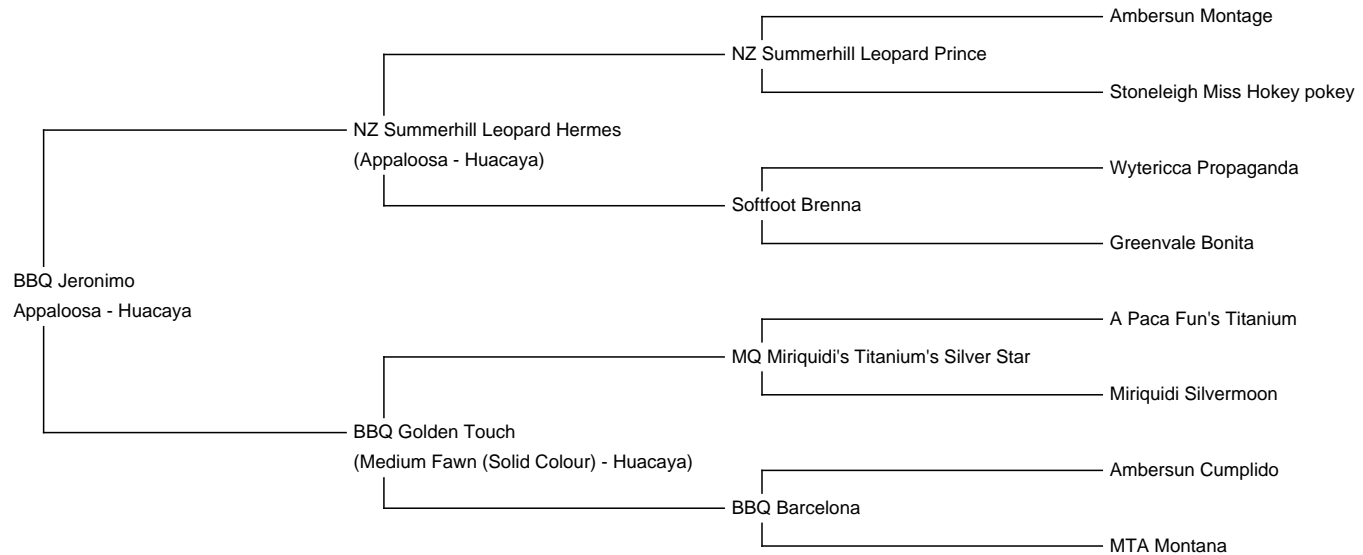 Ambersun Montage
NZ Summerhill Leopard Prince
Stoneleigh Miss Hokey pokey
NZ Summerhill Leopard Hermes
(Appaloosa - Huacaya)
Wytericca Propaganda
Softfoot Brenna
Greenvale Bonita
BBQ Jeronimo
Appaloosa - Huacaya
A Paca Fun's Titanium
MQ Miriquidi's Titanium's Silver Star
Miriquidi Silvermoon
BBQ Golden Touch
(Medium Fawn (Solid Colour) - Huacaya)
Ambersun Cumplido
BBQ Barcelona
MTA Montana